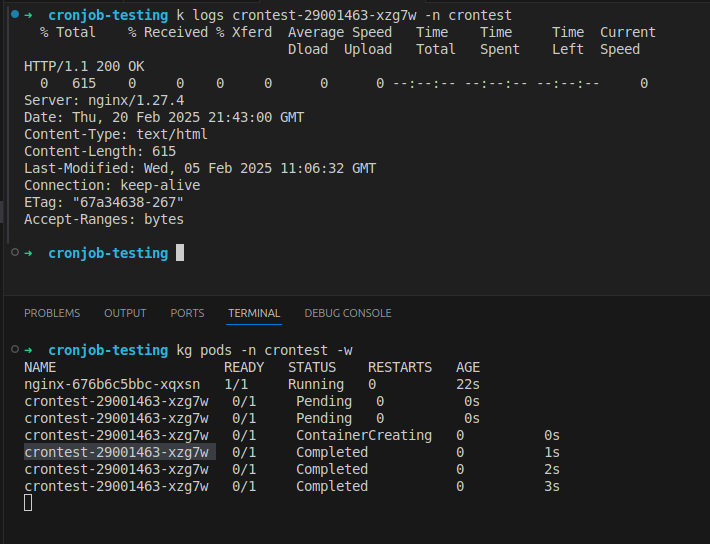 ➜ cronjob-testing k logs crontest-29001463-xzg7w -n crontest
% Total % Received % Xferd Average Speed Time Time Time Current
Dload Upload Total Spent Left Speed
HTTP/1.1 200 OK
0 615 0 0 0 0 0 0 --:--:-- --:--:-- --:--:-- 0
Server: nginx/1.27.4
Date: Thu, 20 Feb 2025 21:43:00 GMT
Content-Type: text/html
Content-Length: 615
Last-Modified: Wed, 05 Feb 2025 11:06:32 GMT
Connection: keep-alive
ETag: "67a34638-267"
Accept-Ranges: bytes
➜ cronjob-testing
PROBLEMS OUTPUT PORTS TERMINAL DEBUG CONSOLE
➜ cronjob-testing kg pods -n crontest -w
NAME READY STATUS RESTARTS AGE
nginx-676b6c5bbc-xqxsn 1/1 Running 0 22s
crontest-29001463-xzg7w 0/1 Pending 0 0s
crontest-29001463-xzg7w 0/1 Pending 0 0s
crontest-29001463-xzg7w 0/1 ContainerCreating 0 0s
crontest-29001463-xzg7w 0/1 Completed 0 1s
crontest-29001463-xzg7w 0/1 Completed 0 2s
crontest-29001463-xzg7w 0/1 Completed 0 3s